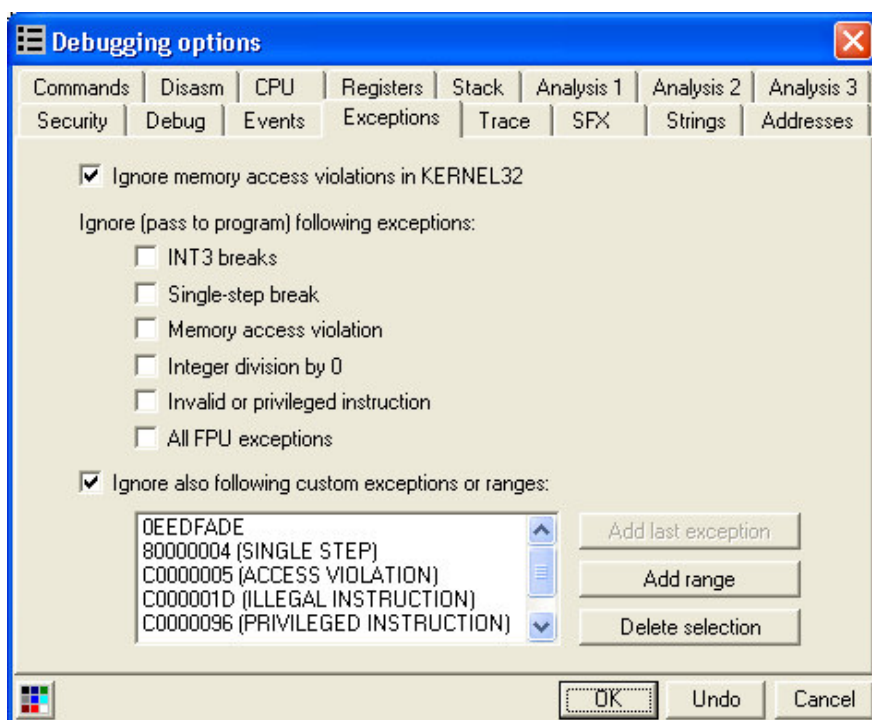 Debugging options
Commands Disasm CPU Registers Stack Analysis 1 Analysis 2 Analysis 3
Security Debug Events Exceptions Trace SFX Strings Addresses
Ignore memory access violations in KERNEL32
Ignore (pass to program) following exceptions:
INT3 breaks
Single-step break
Memory access violation
Integer division by 0
Invalid or privileged instruction
All FPU exceptions
Ignore also following custom exceptions or ranges:
0EEDFADE
80000004 (SINGLE STEP)
C0000005 (ACCESS VIOLATION)
C000001D (ILLEGAL INSTRUCTION)
C0000096 (PRIVILEGED INSTRUCTION)
Add last exception
Add range
Delete selection
OK Undo Cancel